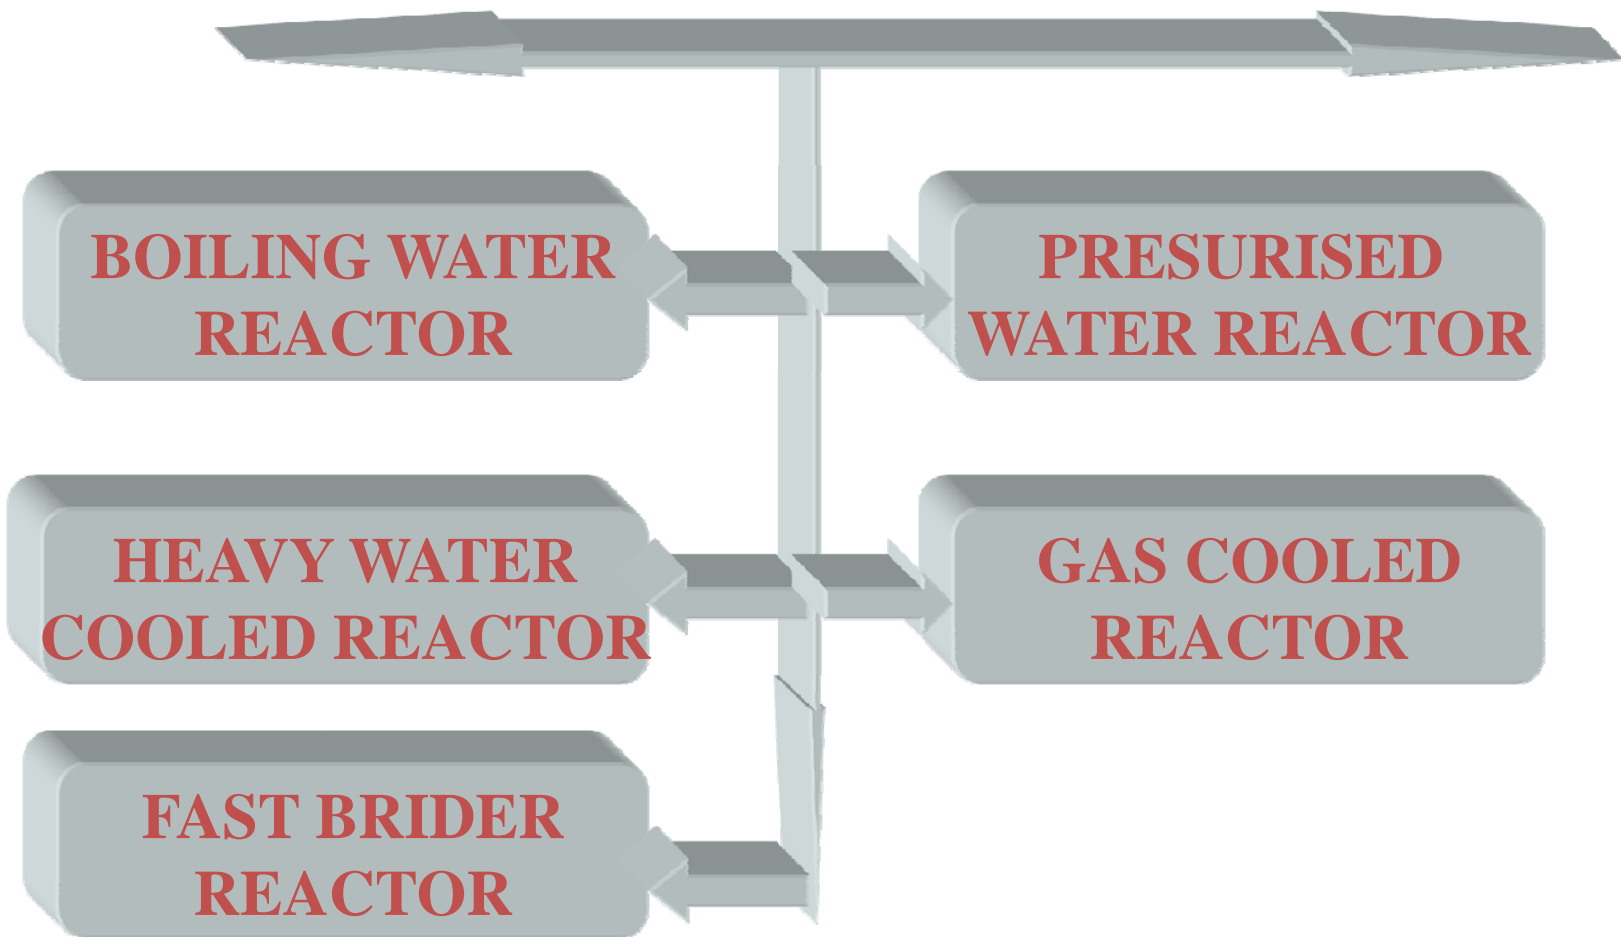 BOILING WATER
REACTOR
PRESURISED
WATER REACTOR
HEAVY WATER
COOLED REACTOR
GAS COOLED
REACTOR
FAST BRIDER
REACTOR